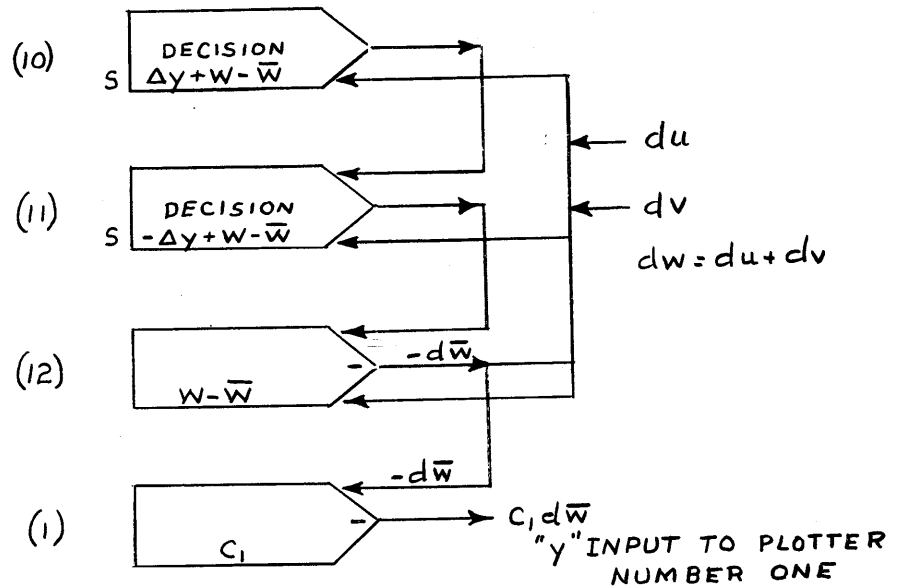 (10)
DECISION
S Δy+W-W̅
du
(11)
DECISION
S -Δy+W-W̅
dv
dw = du + dv
(12)
-
-dw̅
W-W̅
-dw̅
(1)
-
C₁
C₁dw̅
"y" INPUT TO PLOTTER
NUMBER ONE